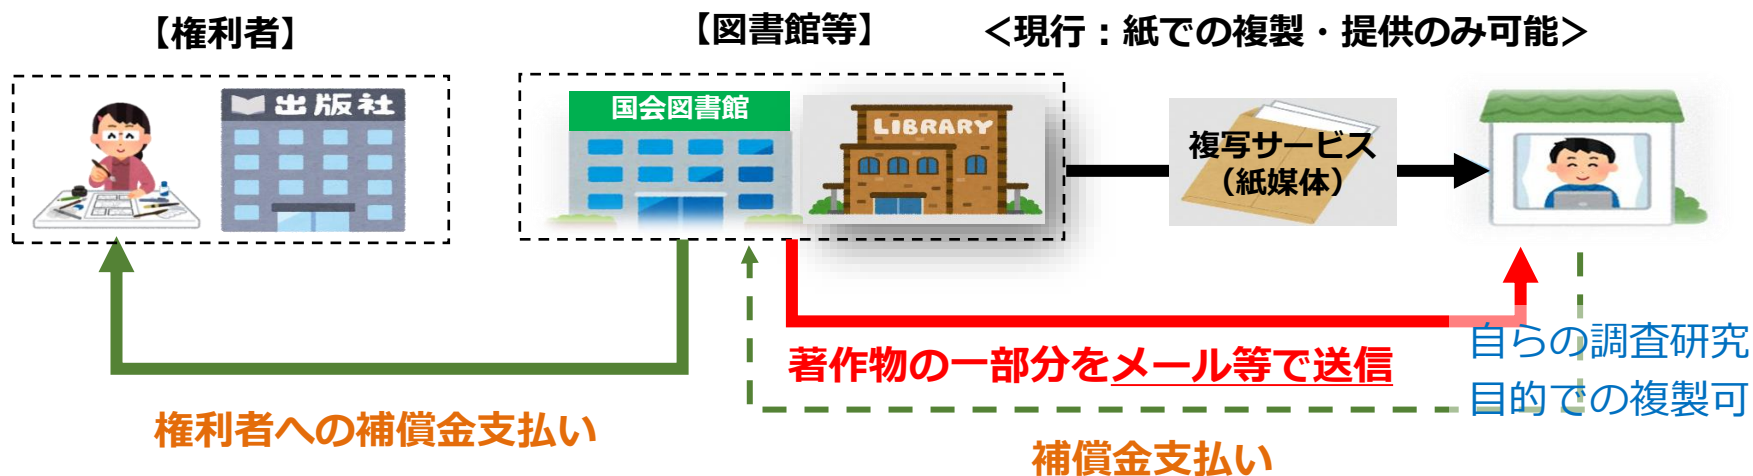 【権利者】
【図書館等】
＜現行：紙での複製・提供のみ可能＞
出版社
国会図書館
LIBRARY
複写サービス
（紙媒体）
著作物の一部分をメール等で送信
自らの調査研究
目的での複製可
権利者への補償金支払い
補償金支払い